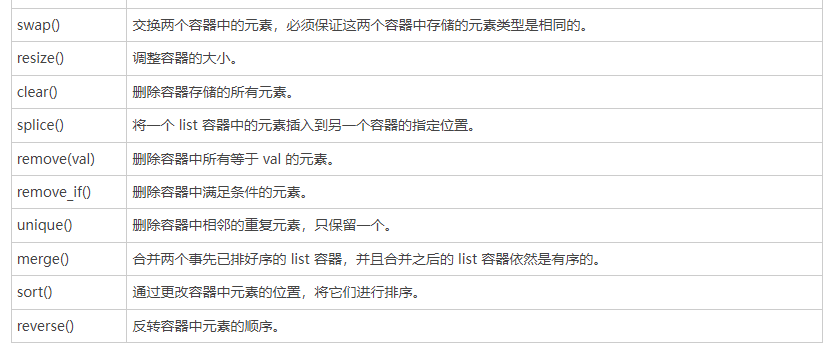 swap() 交换两个容器中的元素，必须保证这两个容器中存储的元素类型是相同的。
resize() 调整容器的大小。
clear() 删除容器存储的所有元素。
splice() 将一个 list 容器中的元素插入到另一个容器的指定位置。
remove(val) 删除容器中所有等于 val 的元素。
remove_if() 删除容器中满足条件的元素。
unique() 删除容器中相邻的重复元素，只保留一个。
merge() 合并两个事先已排好序的 list 容器，并且合并之后的 list 容器依然是有序的。
sort() 通过更改容器中元素的位置，将它们进行排序。
reverse() 反转容器中元素的顺序。